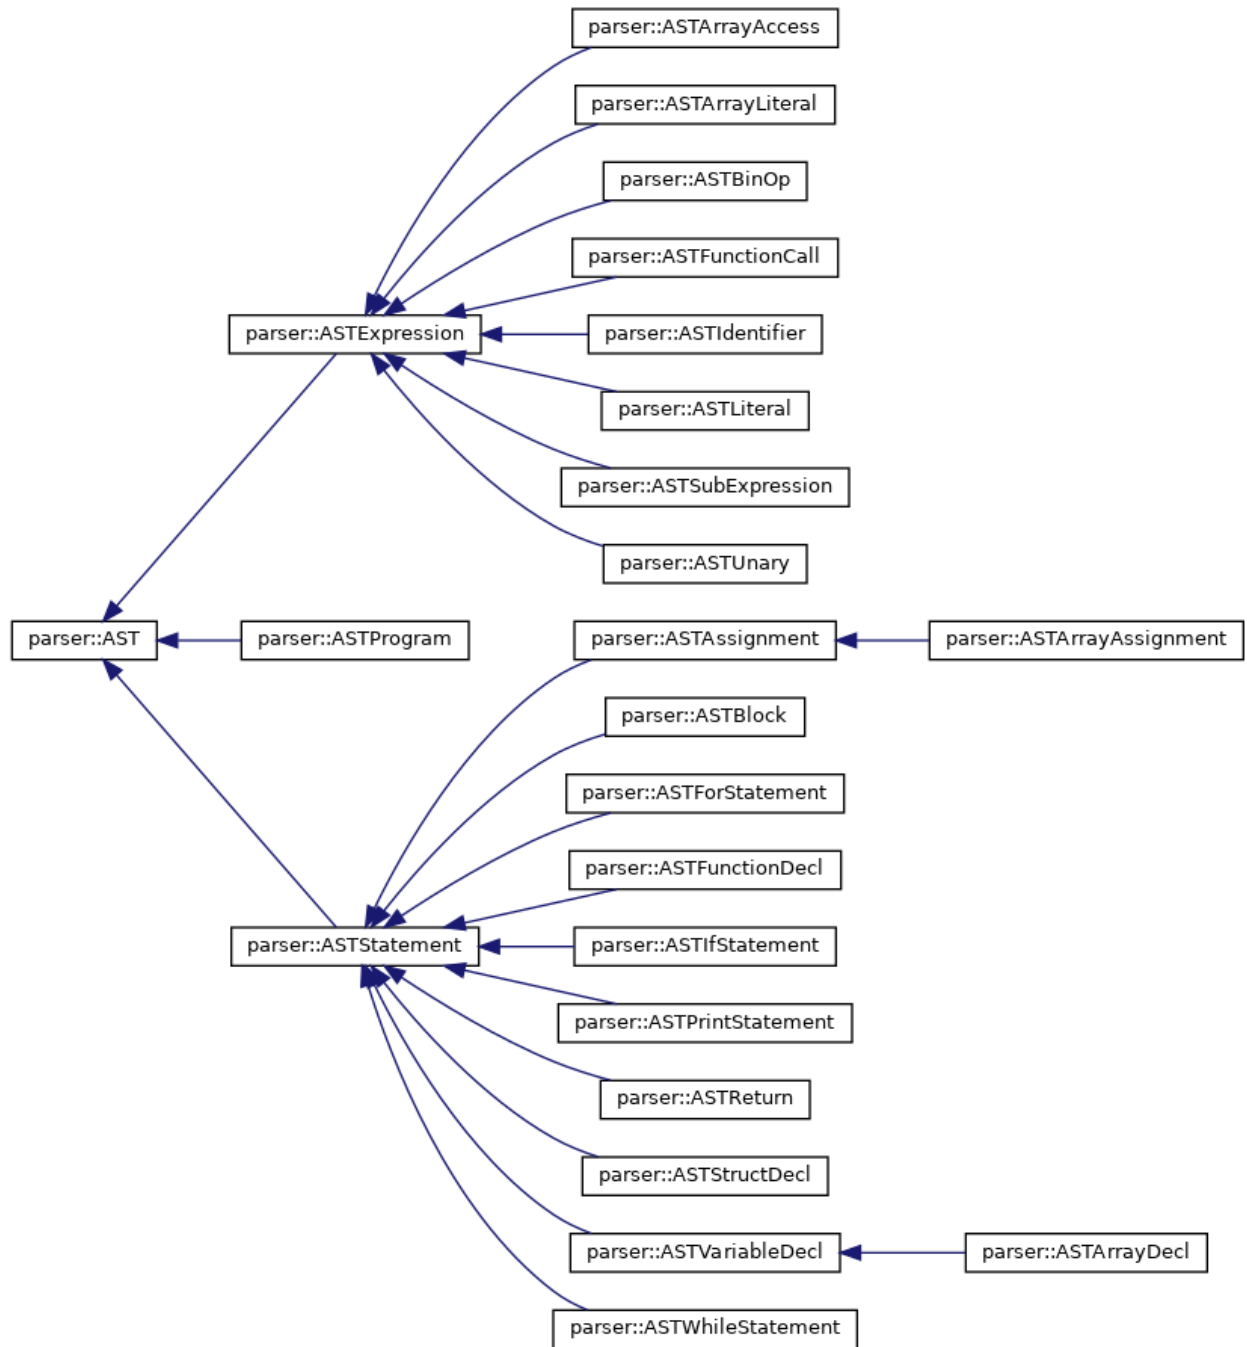 parser::ASTArrayAccess
parser::ASTArrayLiteral
parser::ASTBinOp
parser::ASTFunctionCall
parser::ASTExpression
parser::ASTIdentifier
parser::ASTLiteral
parser::ASTSubExpression
parser::ASTUnary
parser::AST
parser::ASTProgram
parser::ASTAssignment
parser::ASTArrayAssignment
parser::ASTBlock
parser::ASTForStatement
parser::ASTFunctionDecl
parser::ASTStatement
parser::ASTIfStatement
parser::ASTPrintStatement
parser::ASTReturn
parser::ASTStructDecl
parser::ASTVariableDecl
parser::ASTArrayDecl
parser::ASTWhileStatement